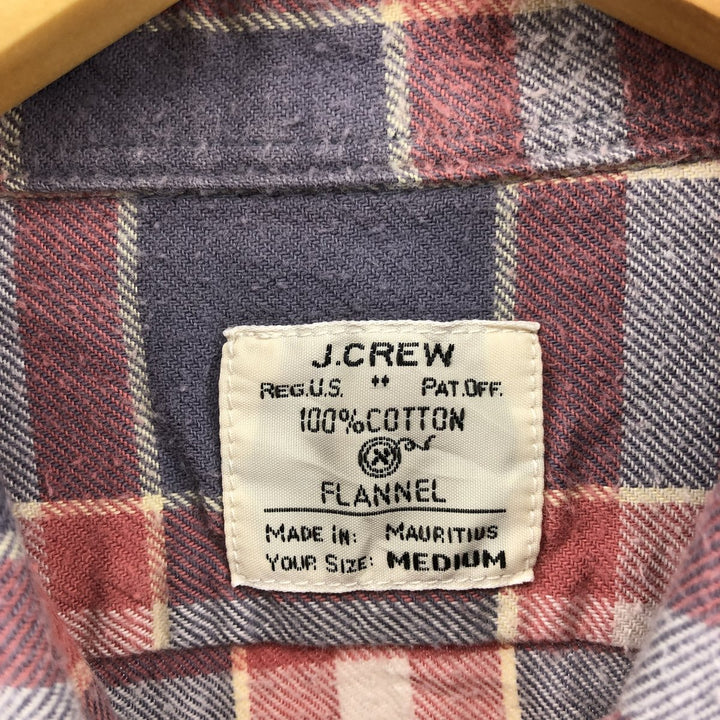 J.CREW
REG.U.S. " PAT.OFF.
100% COTTON
FLANNEL
MADE IN: MAURITIUS
YOUR SIZE: MEDIUM